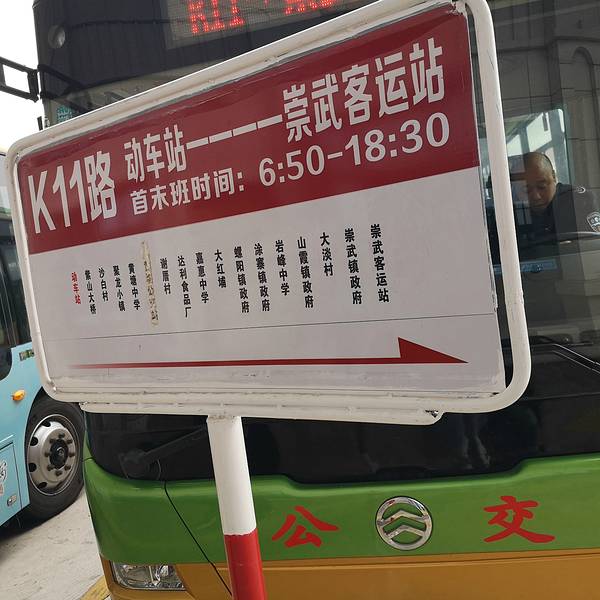 K11
K11路 动车站————崇武客运站
首末班时间：6:50-18:30
动车站
紫山大桥
沙白村
聚龙小镇
黄塘中学
谢厝村
达利食品厂
嘉惠中学
大红埔
螺阳镇政府
涂寨镇政府
岩峰中学
山霞镇政府
大淡村
崇武镇政府
崇武客运站
公交